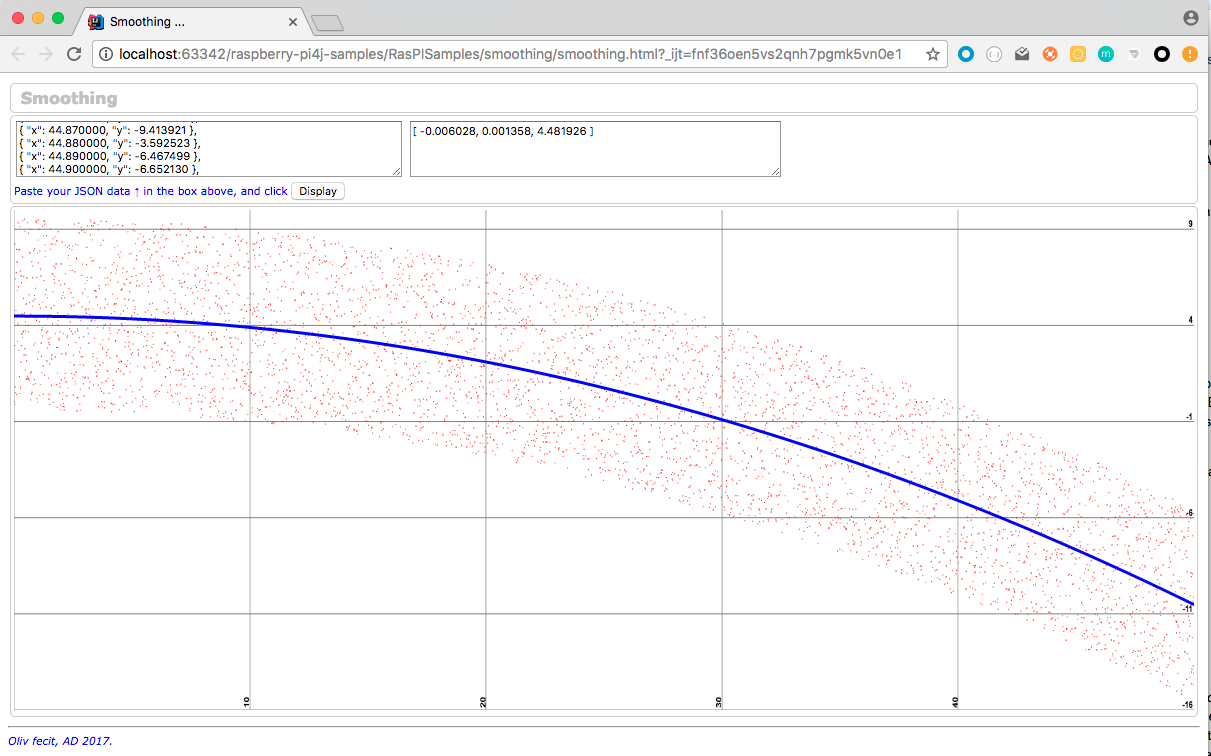 Smoothing ...
localhost:63342/raspberry-pi4j-samples/RasPISamples/smoothing/smoothing.html?_ijt=fnf36oen5vs2qnh7pgmk5vn0e1
Smoothing
{ "x": 44.870000, "y": -9.413921 },
{ "x": 44.880000, "y": -3.592523 },
{ "x": 44.890000, "y": -6.467499 },
{ "x": 44.900000, "y": -6.652130 },
[ -0.006028, 0.001358, 4.481926 ]
Paste your JSON data ↑ in the box above, and click Display
9
4
-1
-6
-11
-16
10
20
30
40
Oliv fecit, AD 2017.